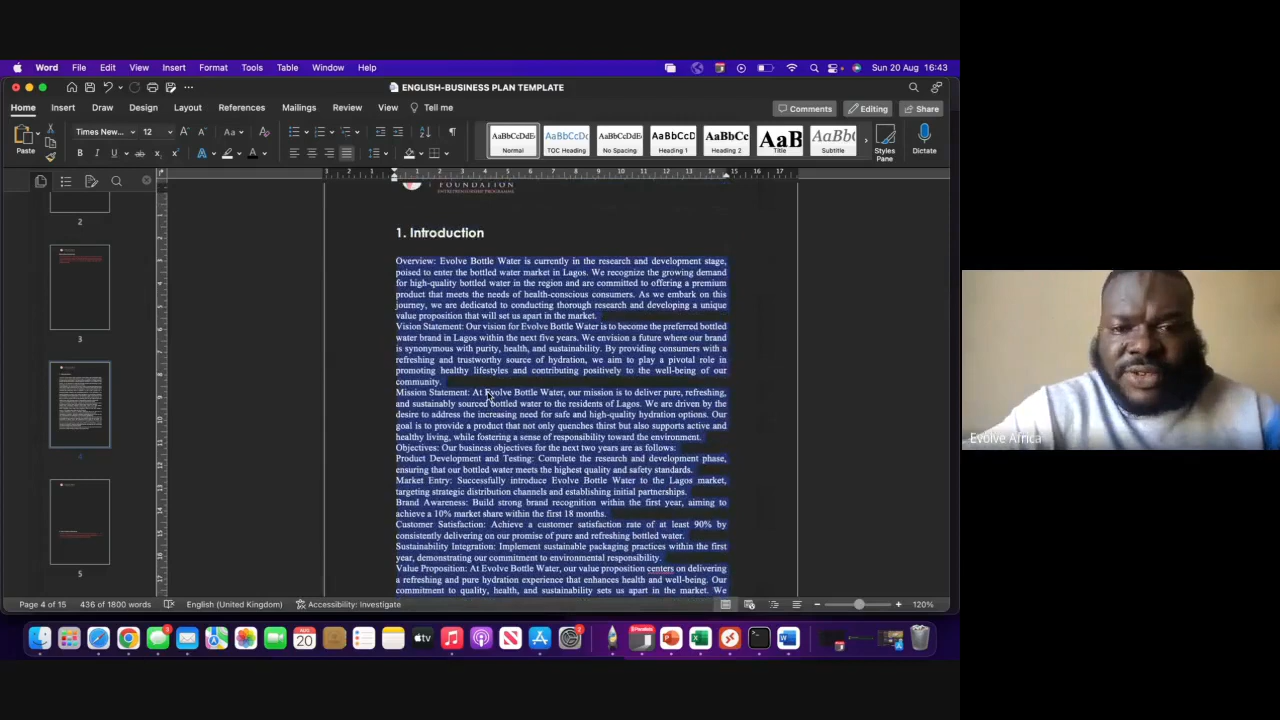 Word File Edit View Insert Format Tools Table Window Help Sun 20 Aug 16:43
ENGLISH-BUSINESS PLAN TEMPLATE
Home Insert Draw Design Layout References Mailings Review View Tell me Comments Editing Share
Paste Times New... 12 AaBbCcDdEe AaBbCcDc AaBbCcDdEe AaBbCcD AaBbCc AaB AaBbC
Normal TOC Heading No Spacing Heading 1 Heading 2 Title Subtitle Styles Pane Dictate
FOUNDATION
ENTREPRENEURSHIP PROGRAMME
1. Introduction
Overview: Evolve Bottle Water is currently in the research and development stage,
poised to enter the bottled water market in Lagos. We recognize the growing demand
for high-quality bottled water in the region and are committed to offering a premium
product that meets the needs of health-conscious consumers. As we embark on this
journey, we are dedicated to conducting thorough research and developing a unique
value proposition that will set us apart in the market.
Vision Statement: Our vision for Evolve Bottle Water is to become the preferred bottled
water brand in Lagos within the next five years. We envision a future where our brand
is synonymous with purity, health, and sustainability. By providing consumers with a
refreshing and trustworthy source of hydration, we aim to play a pivotal role in
promoting healthy lifestyles and contributing positively to the well-being of our
community.
Mission Statement: At Evolve Bottle Water, our mission is to deliver pure, refreshing,
and sustainably sourced bottled water to the residents of Lagos. We are driven by the
desire to address the increasing need for safe and high-quality hydration options. Our
goal is to provide a product that not only quenches thirst but also supports active and
healthy living, while fostering a sense of responsibility toward the environment.
Objectives: Our business objectives for the next two years are as follows:
Product Development and Testing: Complete the research and development phase,
ensuring that our bottled water meets the highest quality and safety standards.
Market Entry: Successfully introduce Evolve Bottle Water to the Lagos market,
targeting strategic distribution channels and establishing initial partnerships.
Brand Awareness: Build strong brand recognition within the first year, aiming to
achieve a 10% market share within the first 18 months.
Customer Satisfaction: Achieve a customer satisfaction rate of at least 90% by
consistently delivering on our promise of pure and refreshing bottled water.
Sustainability Integration: Implement sustainable packaging practices within the first
year, demonstrating our commitment to environmental responsibility.
Value Proposition: At Evolve Bottle Water, our value proposition centers on delivering
a refreshing and pure hydration experience that enhances health and well-being. Our
commitment to quality, health, and sustainability sets us apart in the market. We
2
3
4
5
Page 4 of 15 436 of 1800 words English (United Kingdom) Accessibility: Investigate 120%
Evolve Africa